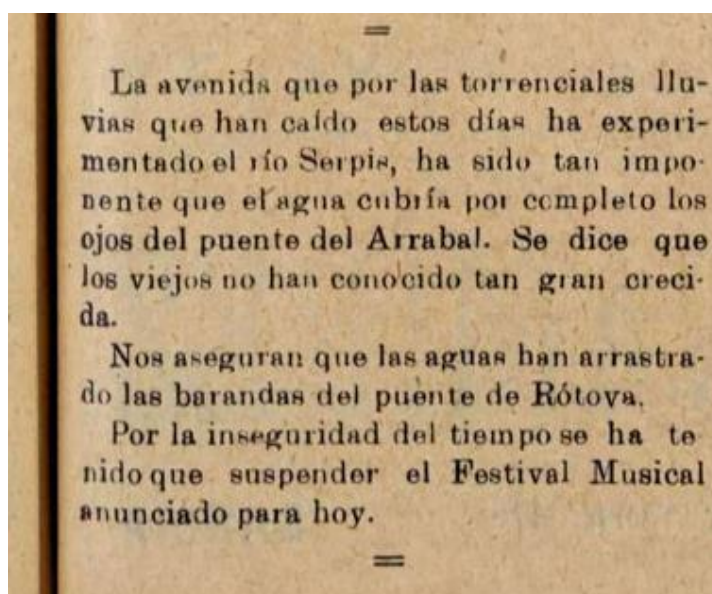 La avenida que por las torrenciales llu-
vias que han caído estos días ha experi-
mentado el río Serpis, ha sido tan impo-
nente que el agua cubría por completo los
ojos del puente del Arrabal. Se dice que
los viejos no han conocido tan gran creci-
da.
Nos aseguran que las aguas han arrastra-
do las barandas del puente de Rótova.
Por la inseguridad del tiempo se ha te
nido que suspender el Festival Musical
anunciado para hoy.